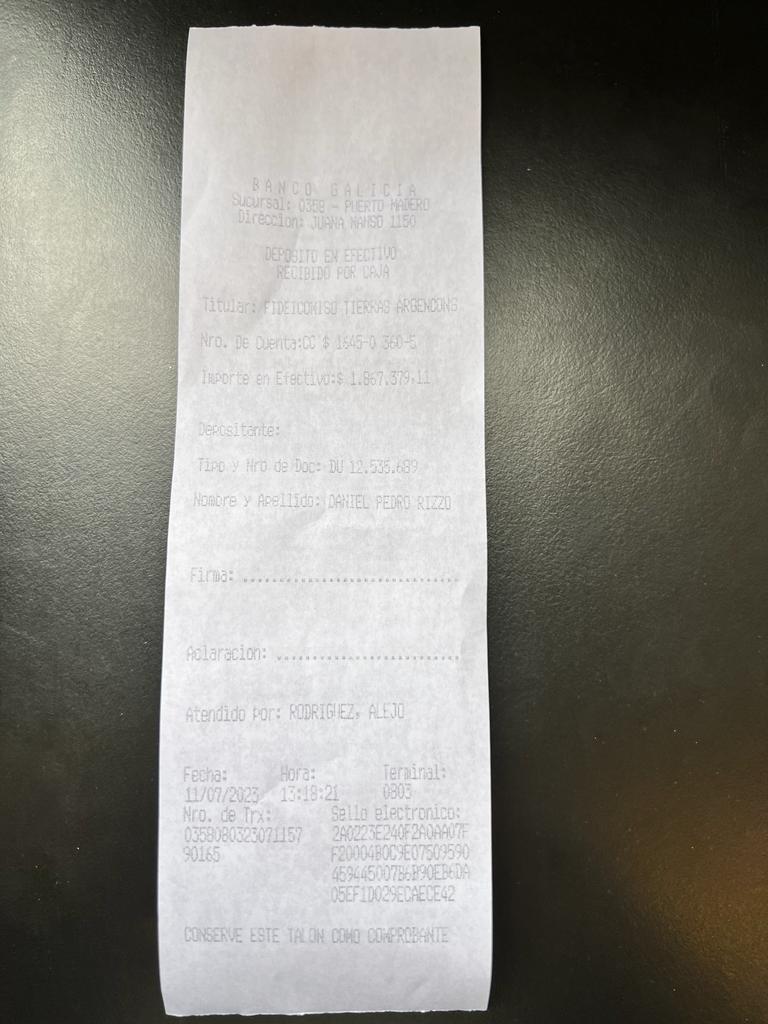 BANCO GALICIA
Sucursal: 0358 - PUERTO MADERO
Direccion: JUANA MANSO 1150
DEPOSITO EN EFECTIVO
RECIBIDO POR CAJA
Titular: FIDEICOMISO TIERRAS ARGENCONS
Nro. De Cuenta:CC $ 1645-0 360-5
Importe en Efectivo:$ 1.867.379,11
Depositante:
Tipo y Nro de Doc: DU 12.535.689
Nombre y Apellido: DANIEL PEDRO RIZZO
Firma: ..............................
Aclaracion: .........................
Atendido por: RODRIGUEZ, ALEJO
Fecha: Hora: Terminal:
11/07/2023 13:18:21 0803
Nro. de Trx: Sello electronico:
0358080323071157 2A0223E240F2A0AA07F
90165 F20004B0C9E07509590
459445007B6B90EB6DA
05EF1D029ECAECE42
CONSERVE ESTE TALON COMO COMPROBANTE